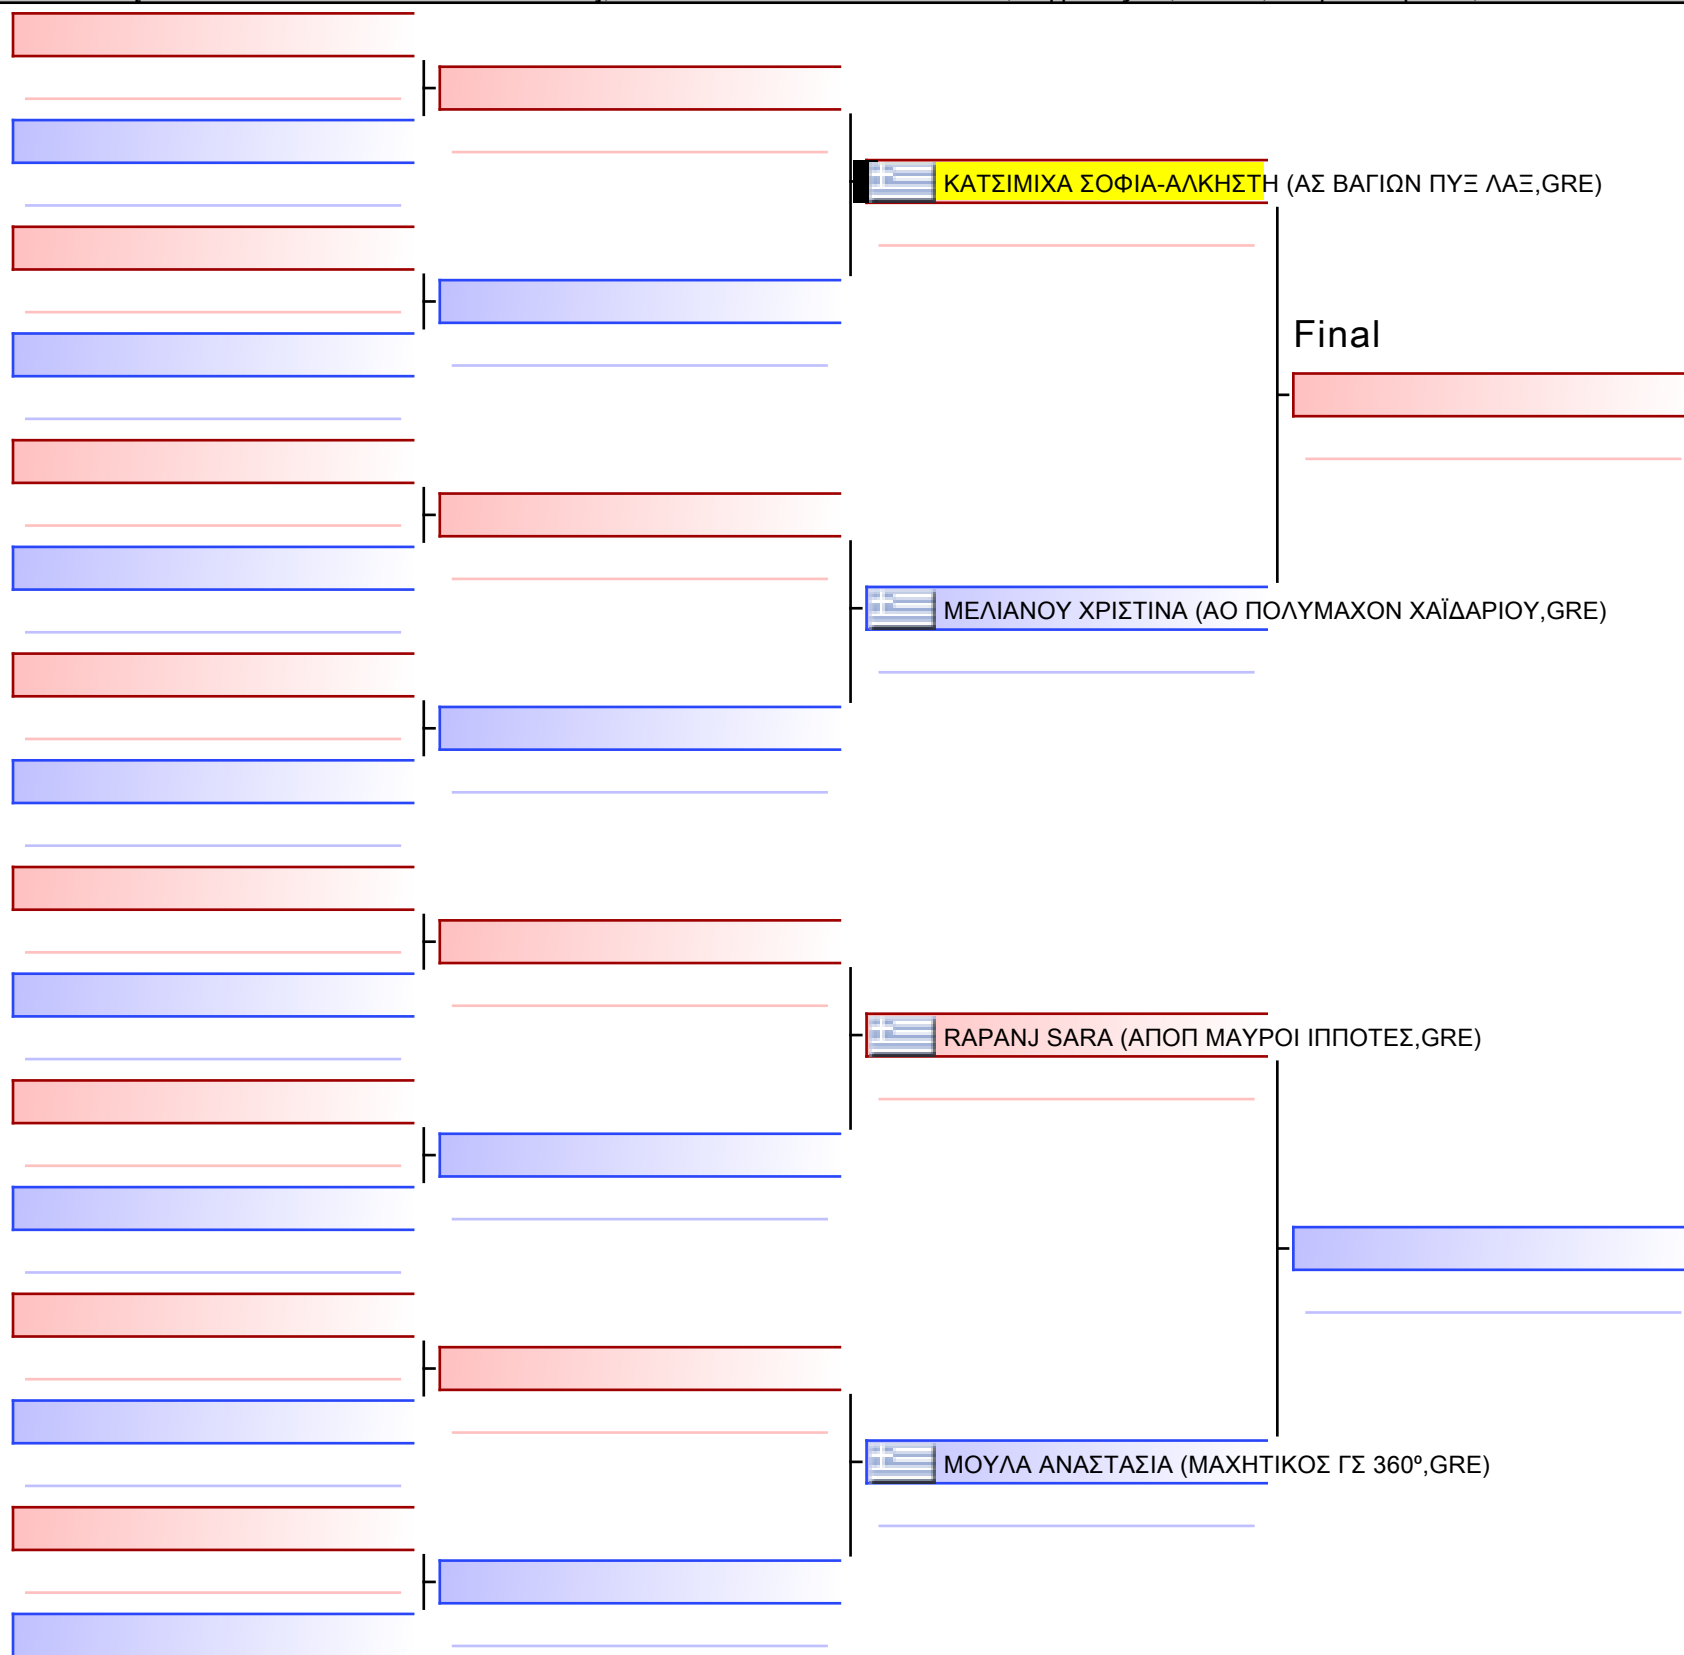 ΚΑΤΣΙΜΙΧΑ ΣΟΦΙΑ-ΑΛΚΗΣΤΗ (ΑΣ ΒΑΓΙΩΝ ΠΥΞ ΛΑΞ,GRE)
Final
ΜΕΛΙΑΝΟΥ ΧΡΙΣΤΙΝΑ (ΑΟ ΠΟΛΥΜΑΧΟΝ ΧΑΪΔΑΡΙΟΥ,GRE)
RAPANJ SARA (ΑΠΟΠ ΜΑΥΡΟΙ ΙΠΠΟΤΕΣ,GRE)
ΜΟΥΛΑ ΑΝΑΣΤΑΣΙΑ (ΜΑΧΗΤΙΚΟΣ ΓΣ 360º,GRE)